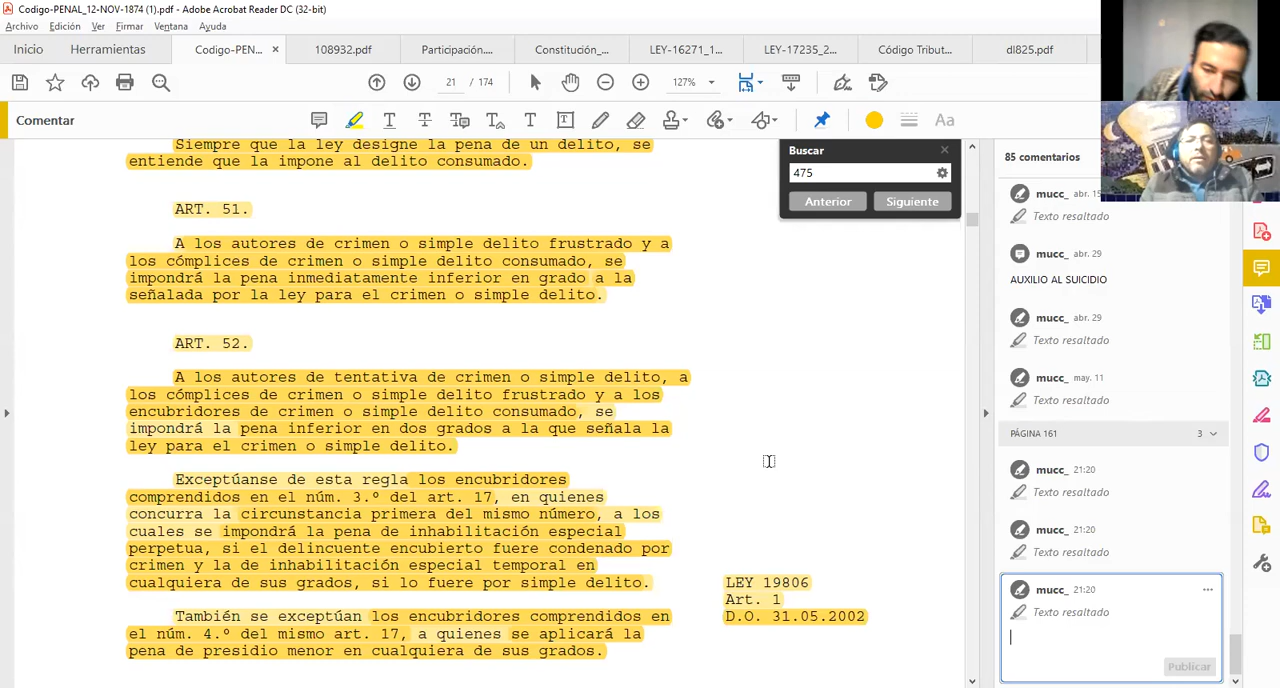 Codigo-PENAL_12-NOV-1874 (1).pdf - Adobe Acrobat Reader DC (32-bit)
Archivo Edición Ver Firmar Ventana Ayuda
Inicio Herramientas Codigo-PEN... × 108932.pdf Participación.... Constitución_... LEY-16271_1... LEY-17235_2... Código Tribut... dl825.pdf
21 / 174 127%
Comentar Aa
Siempre que la ley designe la pena de un delito, se
entiende que la impone al delito consumado.
ART. 51.
A los autores de crimen o simple delito frustrado y a
los cómplices de crimen o simple delito consumado, se
impondrá la pena inmediatamente inferior en grado a la
señalada por la ley para el crimen o simple delito.
ART. 52.
A los autores de tentativa de crimen o simple delito, a
los cómplices de crimen o simple delito frustrado y a los
encubridores de crimen o simple delito consumado, se
impondrá la pena inferior en dos grados a la que señala la
ley para el crimen o simple delito.
Exceptúanse de esta regla los encubridores
comprendidos en el núm. 3.º del art. 17, en quienes
concurra la circunstancia primera del mismo número, a los
cuales se impondrá la pena de inhabilitación especial
perpetua, si el delincuente encubierto fuere condenado por
crimen y la de inhabilitación especial temporal en
cualquiera de sus grados, si lo fuere por simple delito.
También se exceptúan los encubridores comprendidos en
el núm. 4.º del mismo art. 17, a quienes se aplicará la
pena de presidio menor en cualquiera de sus grados.
LEY 19806
Art. 1
D.O. 31.05.2002
Buscar
475
Anterior Siguiente
85 comentarios
mucc_ abr. 15
Texto resaltado
mucc_ abr. 29
AUXILIO AL SUICIDIO
mucc_ abr. 29
Texto resaltado
mucc_ may. 11
Texto resaltado
PÁGINA 161 3
mucc_ 21:20
Texto resaltado
mucc_ 21:20
Texto resaltado
mucc_ 21:20
Texto resaltado
Publicar